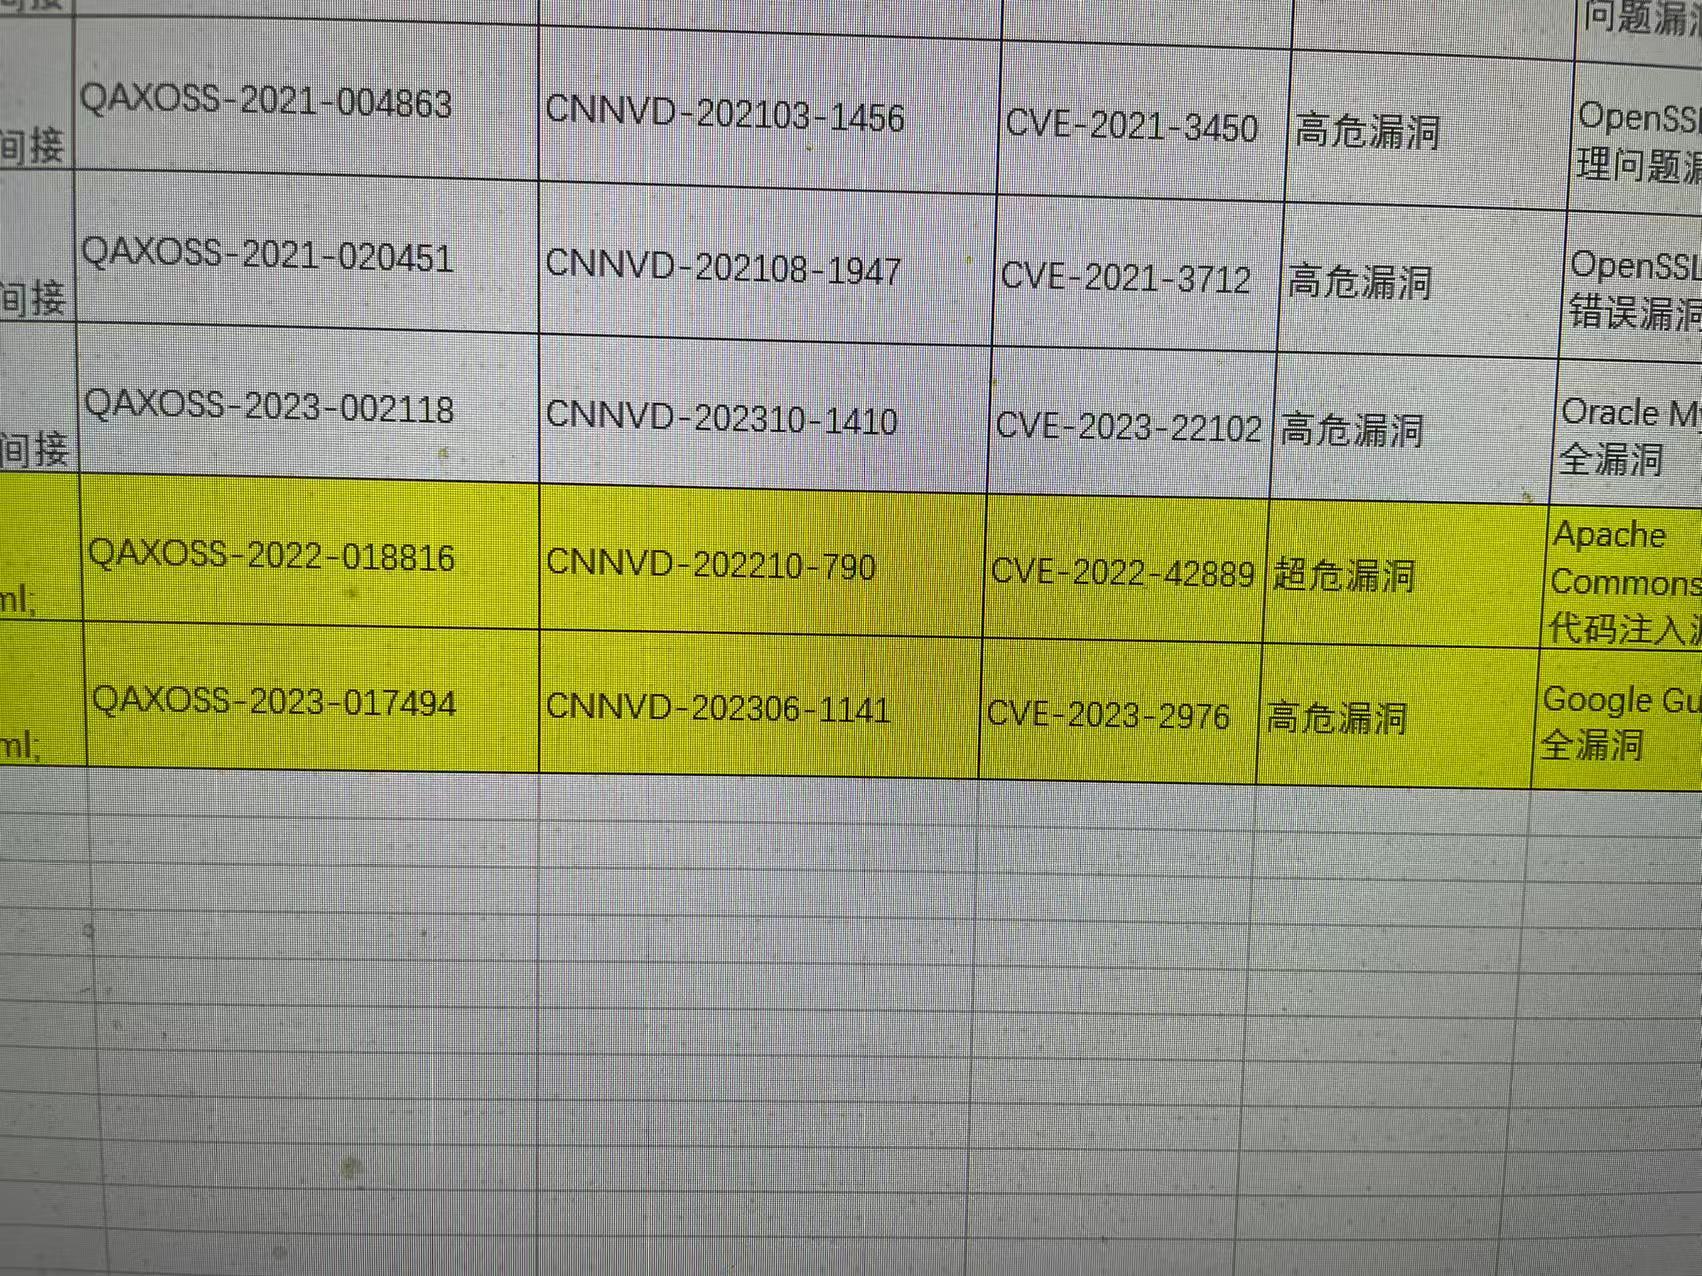 问题漏
QAXOSS-2021-004863
CNNVD-202103-1456
CVE-2021-3450
高危漏洞
OpenSS
理问题漏
间接
QAXOSS-2021-020451
CNNVD-202108-1947
CVE-2021-3712
高危漏洞
OpenSSL
错误漏洞
间接
QAXOSS-2023-002118
CNNVD-202310-1410
CVE-2023-22102
高危漏洞
Oracle M
全漏洞
间接
QAXOSS-2022-018816
CNNVD-202210-790
CVE-2022-42889
超危漏洞
Apache
Commons
代码注入
ml;
QAXOSS-2023-017494
CNNVD-202306-1141
CVE-2023-2976
高危漏洞
Google Gu
全漏洞
ml;